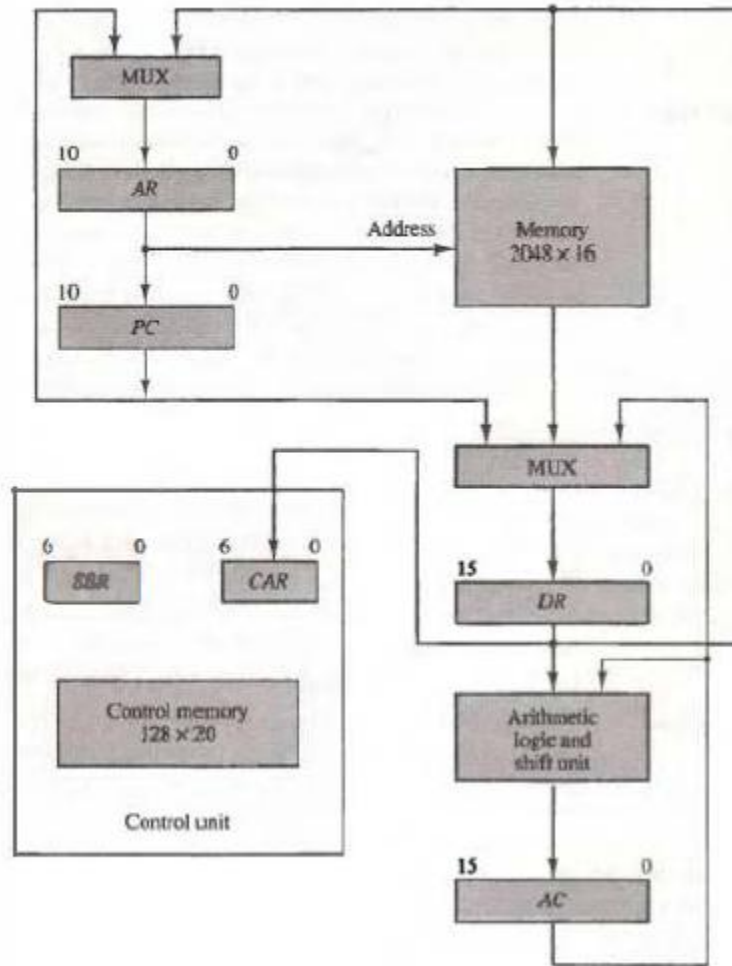 MUX
10 0
AR
Address
Memory
2048 × 16
10 0
PC
MUX
6 0 6 0
SBR CAR
15 0
DR
Control memory
128 × 20
Arithmetic
logic and
shift unit
Control unit
15 0
AC